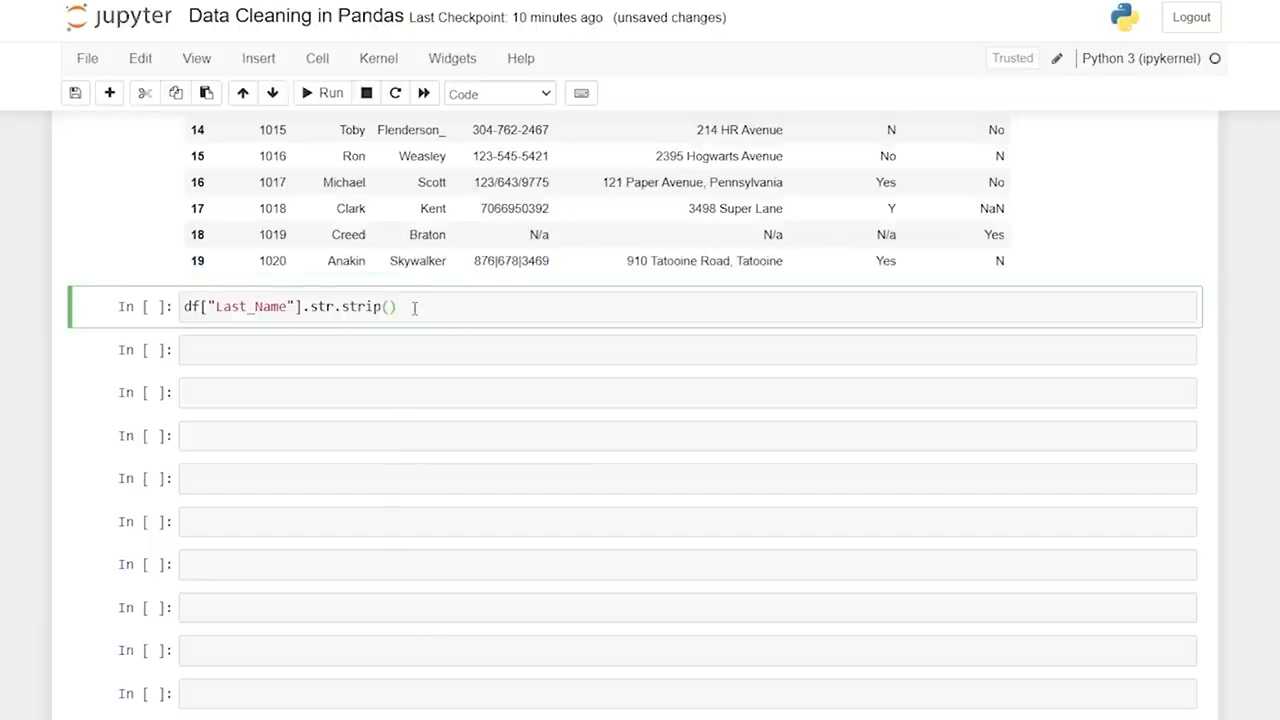 jupyter Data Cleaning in Pandas Last Checkpoint: 10 minutes ago (unsaved changes) Logout
File Edit View Insert Cell Kernel Widgets Help Trusted Python 3 (ipykernel)
Run Code
14 1015 Toby Flenderson_ 304-762-2467 214 HR Avenue N No
15 1016 Ron Weasley 123-545-5421 2395 Hogwarts Avenue No N
16 1017 Michael Scott 123/643/9775 121 Paper Avenue, Pennsylvania Yes No
17 1018 Clark Kent 7066950392 3498 Super Lane Y NaN
18 1019 Creed Braton N/a N/a N/a Yes
19 1020 Anakin Skywalker 876|678|3469 910 Tatooine Road, Tatooine Yes N
In [ ]: df["Last_Name"].str.strip()
In [ ]:
In [ ]:
In [ ]:
In [ ]:
In [ ]:
In [ ]:
In [ ]:
In [ ]:
In [ ]: